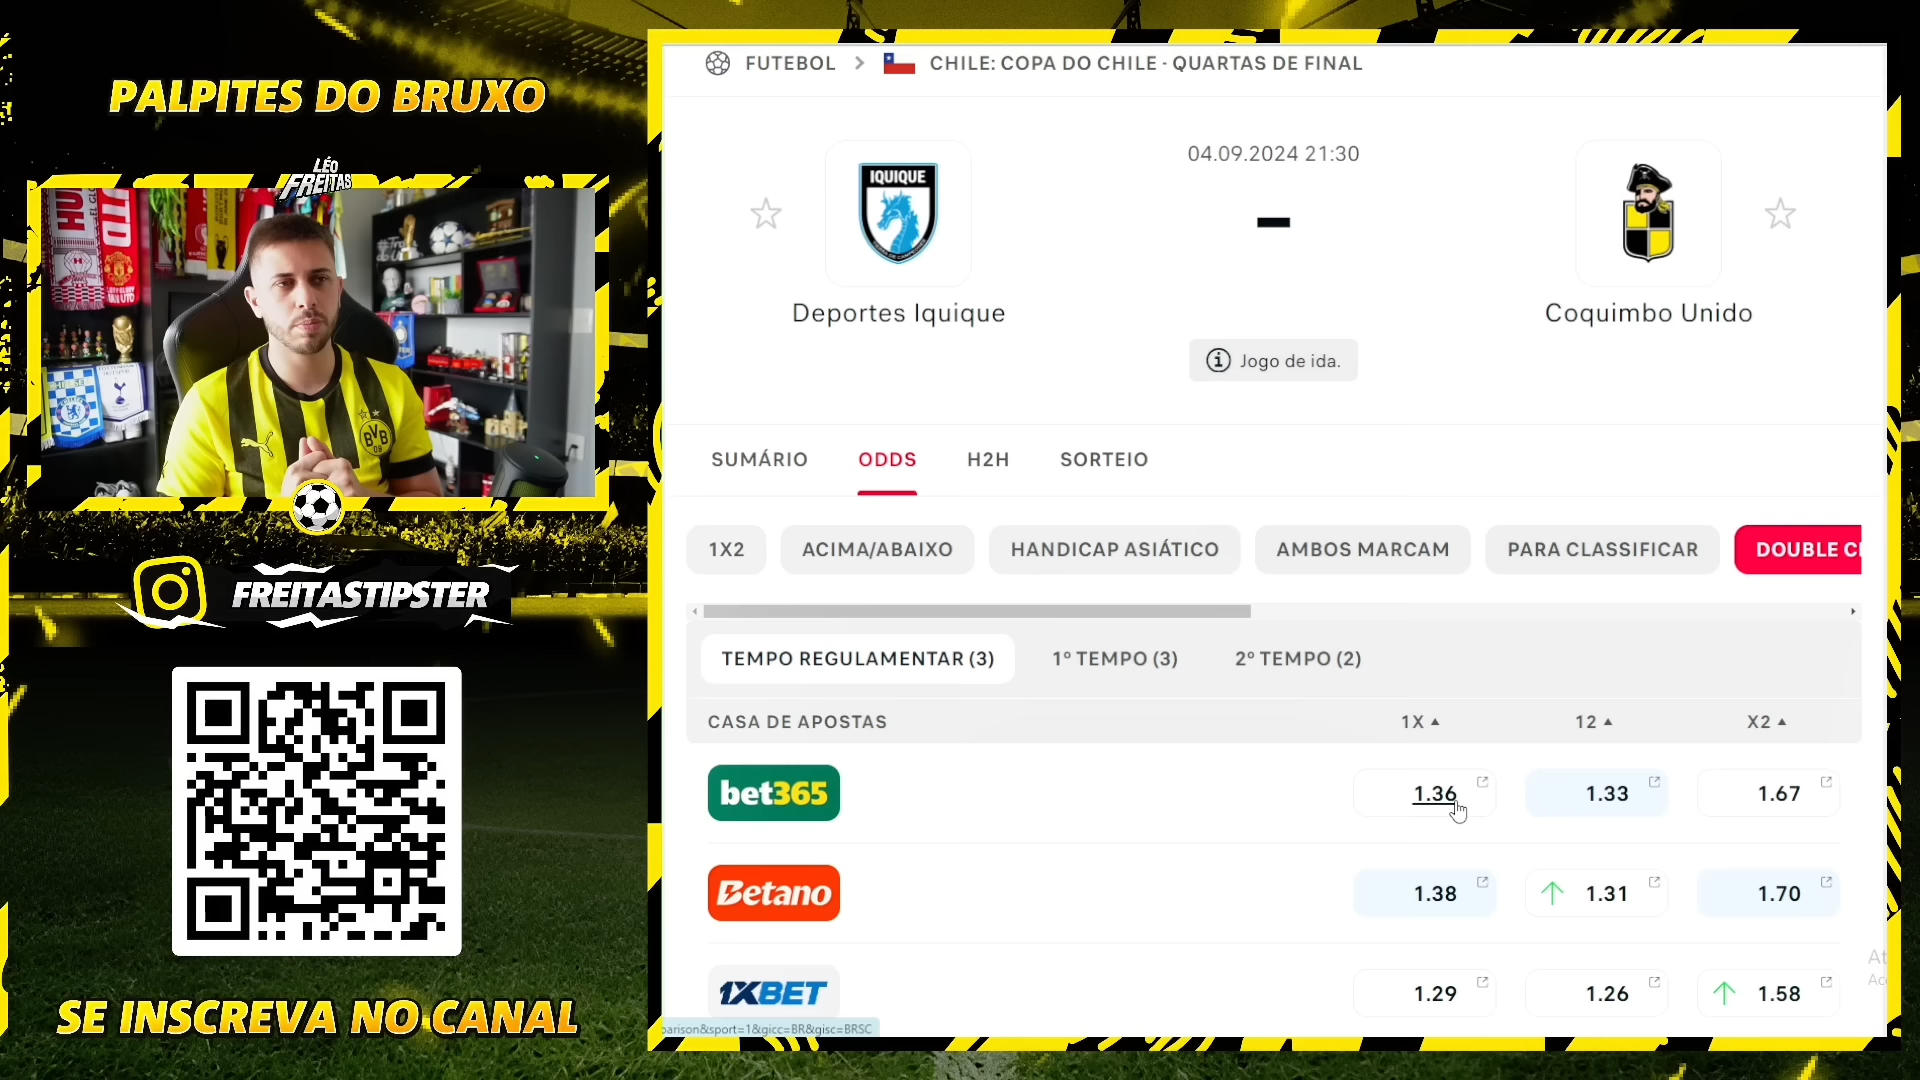 PALPITES DO BRUXO
LÉO
FREITAS
FREITASTIPSTER
SE INSCREVA NO CANAL
FUTEBOL > CHILE: COPA DO CHILE - QUARTAS DE FINAL
04.09.2024 21:30
IQUIQUE
-
Deportes Iquique
Coquimbo Unido
Jogo de ida.
SUMÁRIO ODDS H2H SORTEIO
1X2 ACIMA/ABAIXO HANDICAP ASIÁTICO AMBOS MARCAM PARA CLASSIFICAR DOUBLE C
TEMPO REGULAMENTAR (3) 1º TEMPO (3) 2º TEMPO (2)
CASA DE APOSTAS 1X 12 X2
bet365 1.36 1.33 1.67
Betano 1.38 1.31 1.70
1XBET 1.29 1.26 1.58
parison&sport=1&gicc=BR&gisc=BRSC